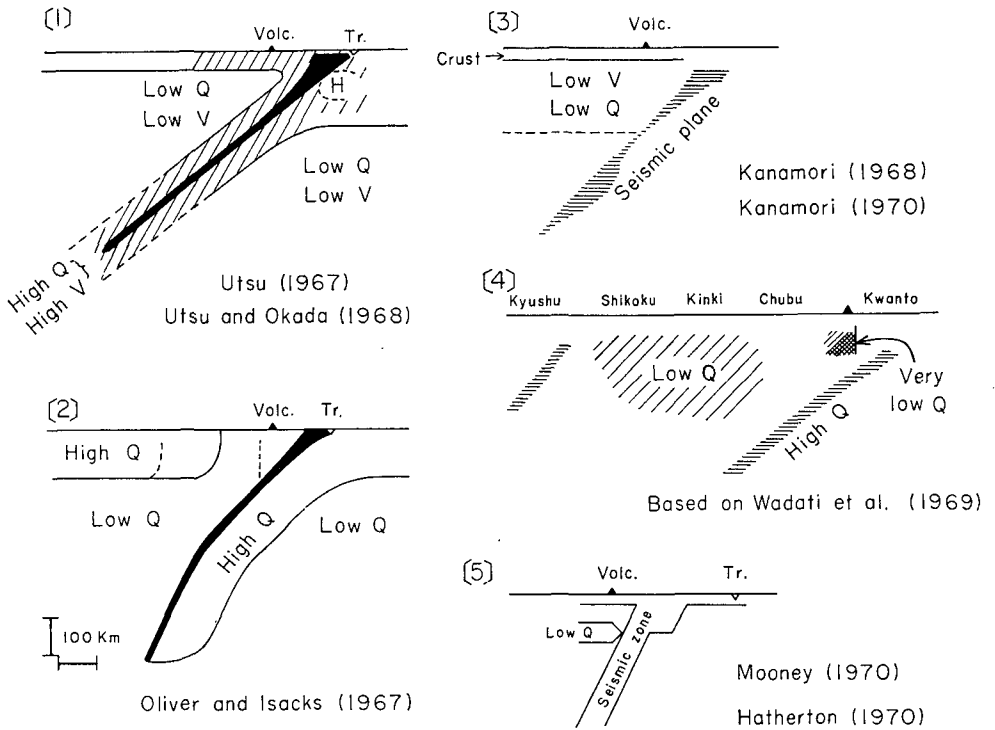 [1]
Volc. Tr.
Low Q
Low V
H
Low Q
Low V
High Q
High V
Utsu (1967)
Utsu and Okada (1968)
[2]
Volc. Tr.
High Q
Low Q
High Q
Low Q
100 Km
Oliver and Isacks (1967)
[3]
Volc.
Crust
Low V
Low Q
Seismic plane
Kanamori (1968)
Kanamori (1970)
[4]
Kyushu Shikoku Kinki Chubu Kwanto
Low Q
Very
low Q
High Q
Based on Wadati et al. (1969)
[5]
Volc. Tr.
Low Q
Seismic zone
Mooney (1970)
Hatherton (1970)